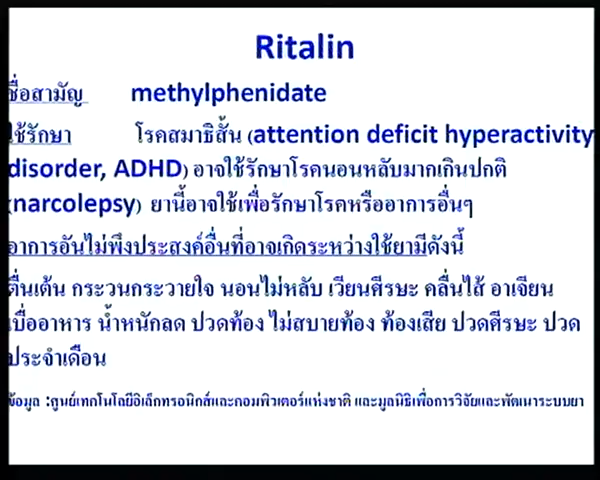 Ritalin
ชื่อสามัญ methylphenidate
ใช้รักษา โรคสมาธิสั้น (attention deficit hyperactivity
disorder, ADHD) อาจใช้รักษาโรคนอนหลับมากเกินปกติ
(narcolepsy) ยานี้อาจใช้เพื่อรักษาโรคหรืออาการอื่นๆ
อาการอันไม่พึงประสงค์อื่นที่อาจเกิดระหว่างใช้ยามีดังนี้
ตื่นเต้น กระวนกระวายใจ นอนไม่หลับ เวียนศีรษะ คลื่นไส้ อาเจียน
เบื่ออาหาร น้ำหนักลด ปวดท้อง ไม่สบายท้อง ท้องเสีย ปวดศีรษะ ปวด
ประจำเดือน
ข้อมูล :ศูนย์เทคโนโลยีอิเล็กทรอนิกส์และคอมพิวเตอร์แห่งชาติ และมูลนิธิเพื่อการวิจัยและพัฒนาระบบยา